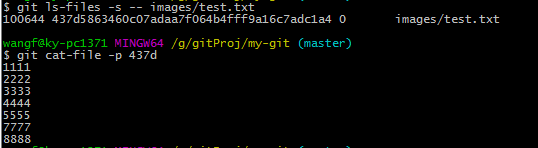 $ git ls-files -s -- images/test.txt
100644 437d5863460c07adaa7f064b4fff9a16c7adc1a4 0       images/test.txt
wangf@ky-pc1371 MINGW64 /g/gitProj/my-git (master)
$ git cat-file -p 437d
1111
2222
3333
4444
5555
7777
8888